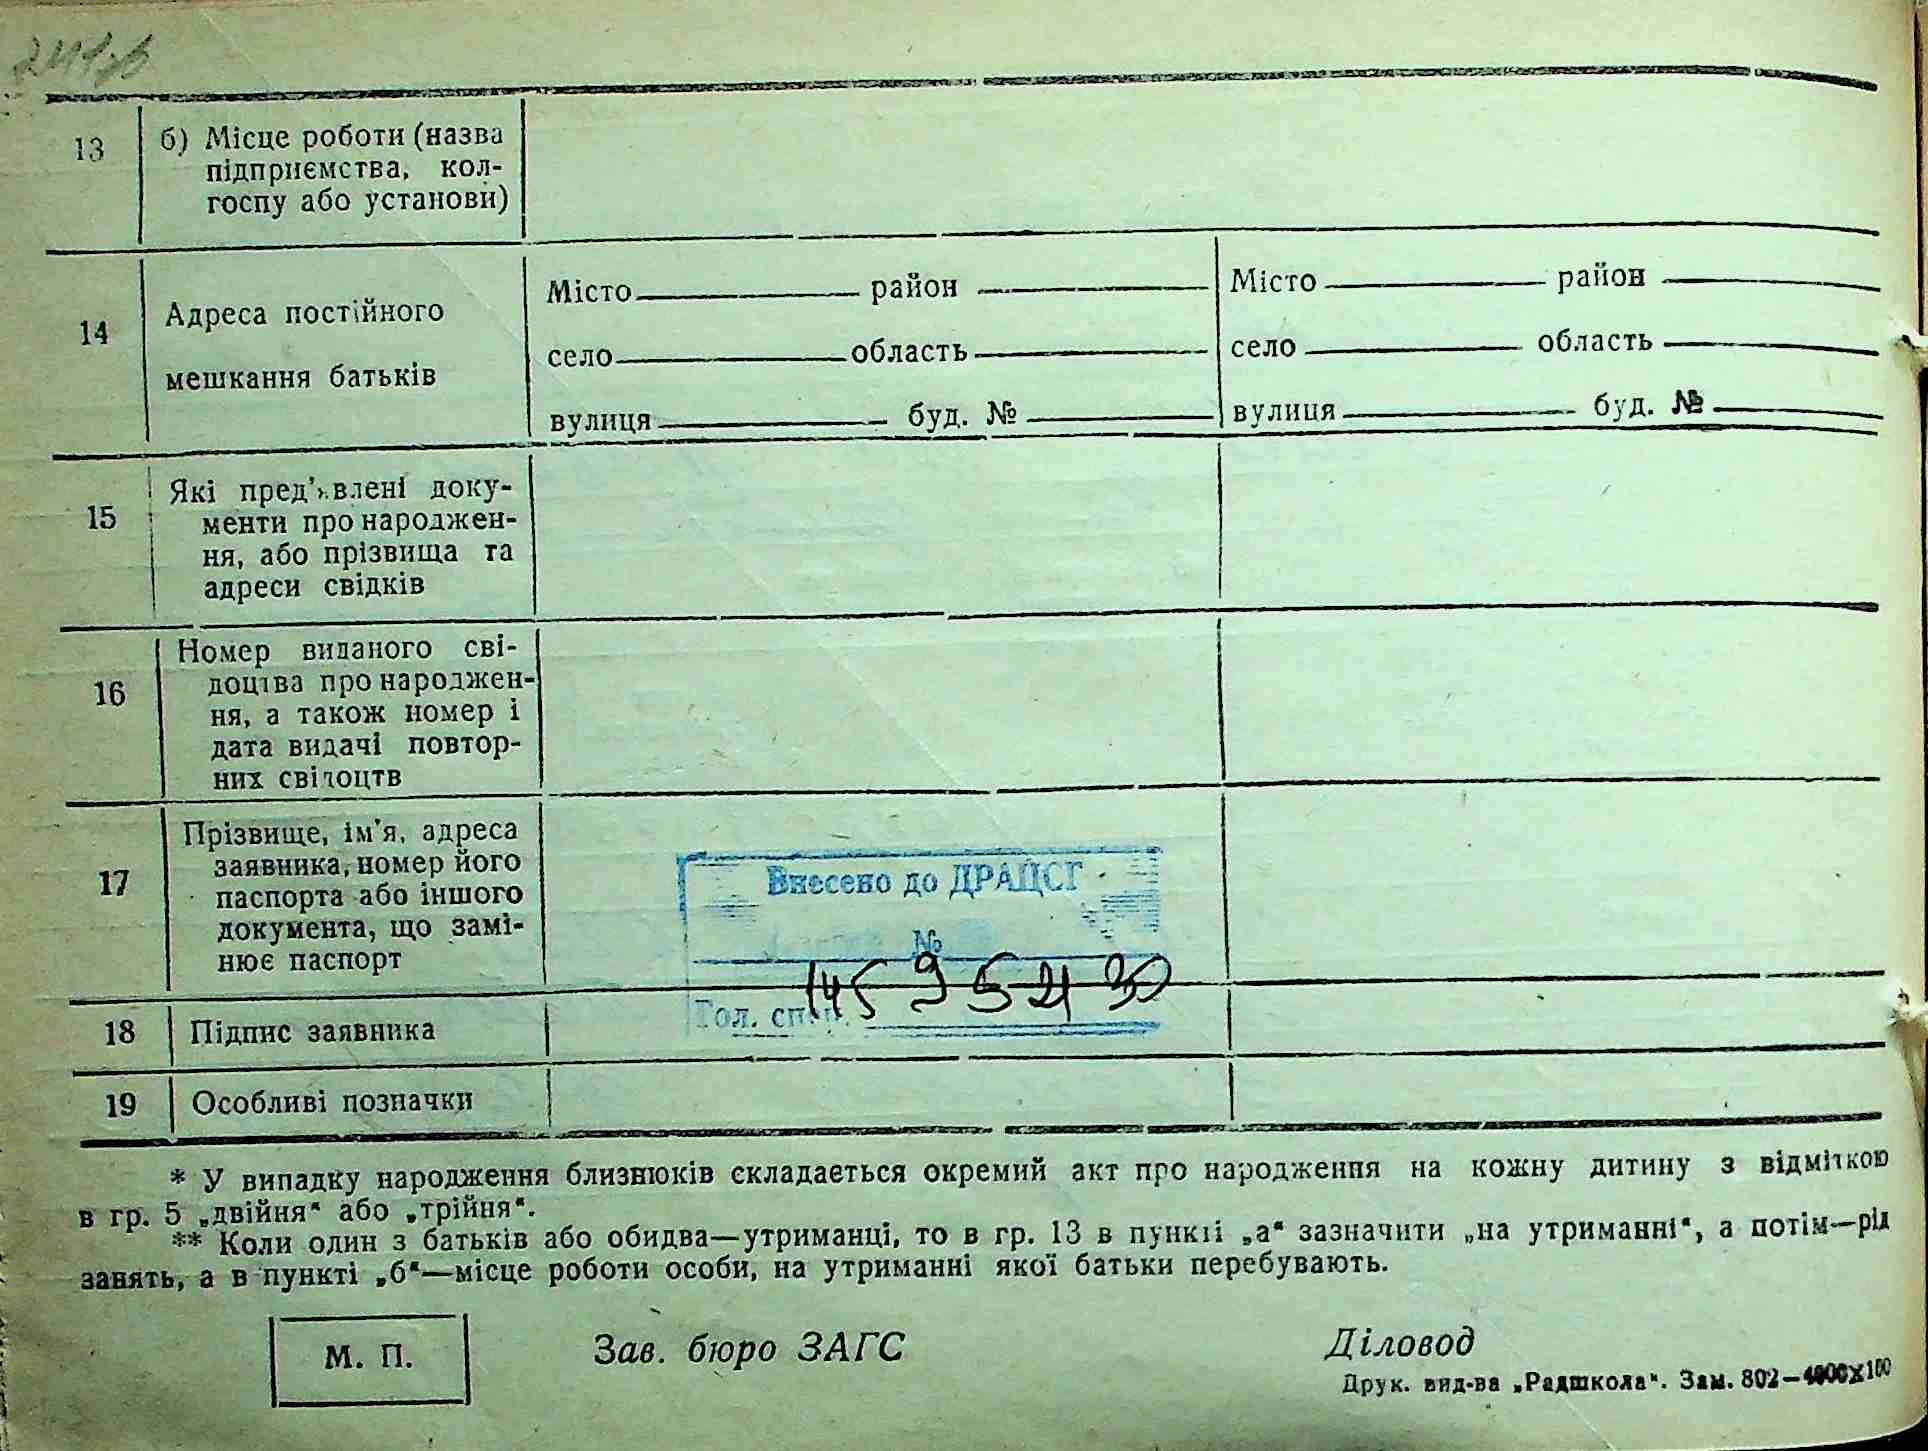 13
б) Місце роботи (назва
підприємства, кол-
госпу або установи)
14
Адреса постійного
мешкання батьків
Місто район
село область
вулиця буд. №
Місто район
село область
вулиця буд. №
15
Які пред'явлені доку-
менти про народжен-
ня, або прізвища та
адреси свідків
16
Номер виданого сві-
доцтва про народжен-
ня, а також номер і
дата видачі повтор-
них свідоцтв
17
Прізвище, ім'я, адреса
заявника, номер його
паспорта або іншого
документа, що замі-
нює паспорт
Внесено до ДРАЦСГ
№
Гол. спец.
18
Підпис заявника
19
Особливі позначки
* У випадку народження близнюків складається окремий акт про народження на кожну дитину з відміткою
в гр. 5 „двійня“ або „трійня“.
** Коли один з батьків або обидва—утриманці, то в гр. 13 в пункті „а“ зазначити „на утриманні“, а потім—рід
занять, а в пункті „б“—місце роботи особи, на утриманні якої батьки перебувають.
М. П.
Зав. бюро ЗАГС
Діловод
Друк. вид-ва „Радшкола“. Зам. 802—4000X100